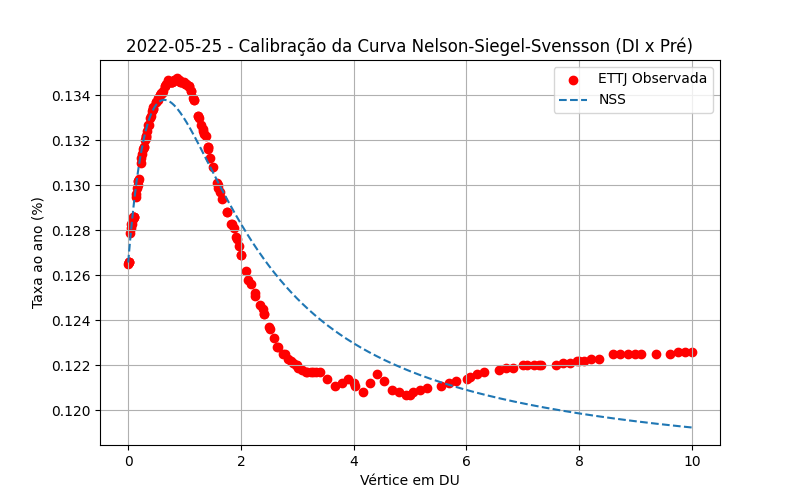 2022-05-25 - Calibração da Curva Nelson-Siegel-Svensson (DI x Pré)
ETTJ Observada
NSS
Taxa ao ano (%)
0.134
0.132
0.130
0.128
0.126
0.124
0.122
0.120
0 2 4 6 8 10
Vértice em DU